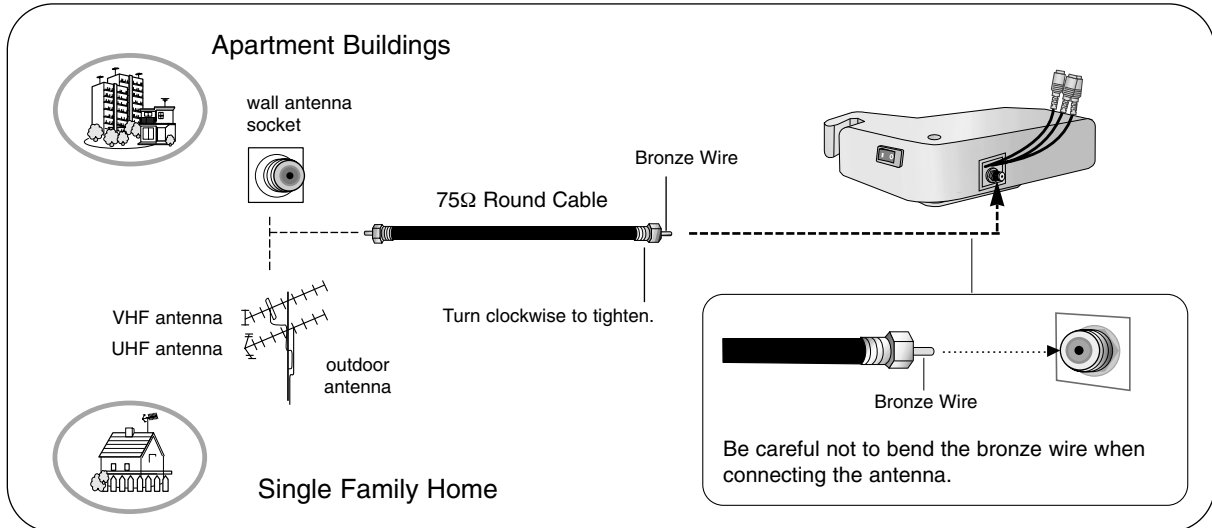 Apartment Buildings
wall antenna
socket
Bronze Wire
75Ω Round Cable
Turn clockwise to tighten.
VHF antenna
UHF antenna
outdoor
antenna
Bronze Wire
Be careful not to bend the bronze wire when
connecting the antenna.
Single Family Home